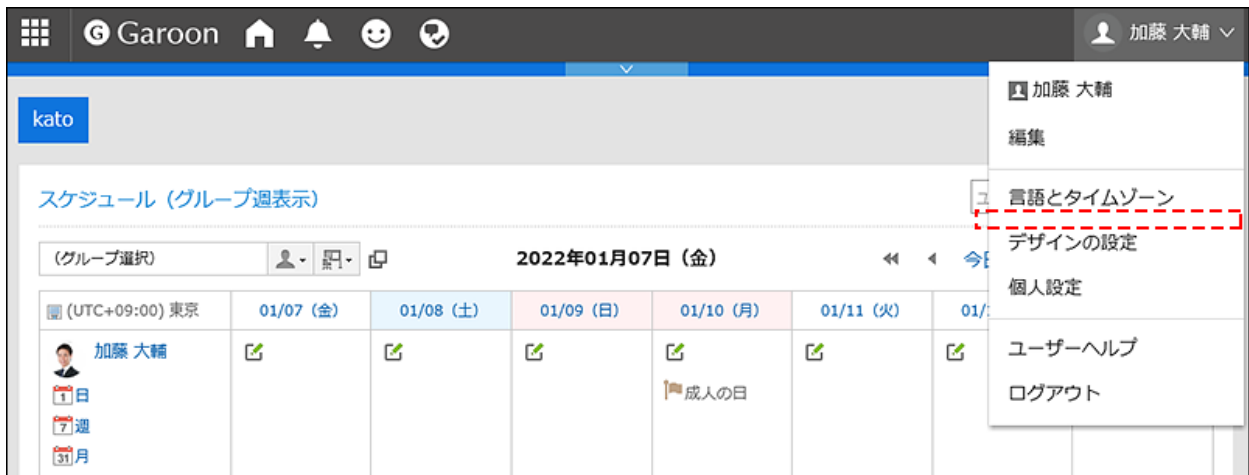 Garoon
加藤 大輔
加藤 大輔
編集
言語とタイムゾーン
デザインの設定
個人設定
ユーザーヘルプ
ログアウト
kato
スケジュール（グループ週表示）
（グループ選択）
2022年01月07日（金）
(UTC+09:00) 東京
01/07（金）
01/08（土）
01/09（日）
01/10（月）
01/11（火）
加藤 大輔
成人の日
1 日
7 週
31 月